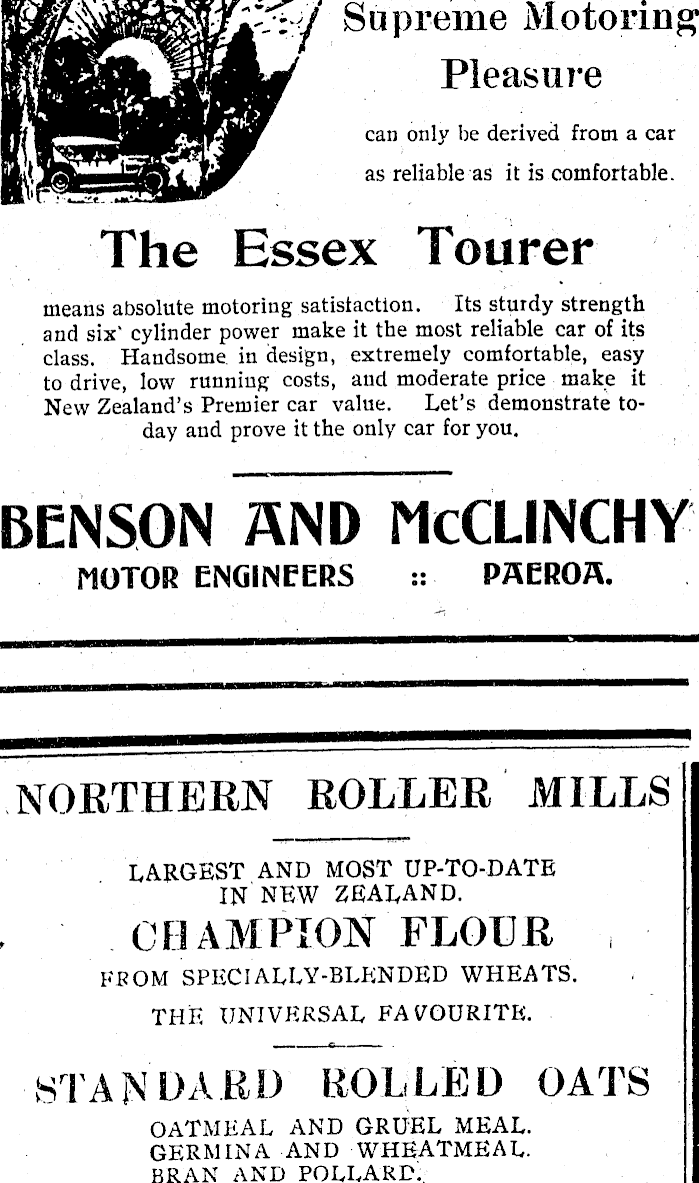 Supreme Motoring
Pleasure
can only be derived from a car
as reliable as it is comfortable.
The Essex Tourer
means absolute motoring satistaction. Its sturdy strength
and six' cylinder power make it the most reliable car of its
class. Handsome in design, extremely comfortable, easy
to drive, low running costs, and moderate price make it
New Zealand's Premier car value. Let's demonstrate to-
day and prove it the only car for you.
BENSON AND McCLINCHY
MOTOR ENGINEERS :: PAEROA.
NORTHERN ROLLER MILLS
LARGEST AND MOST UP-TO-DATE
IN NEW ZEALAND.
CHAMPION FLOUR
FROM SPECIALLY-BLENDED WHEATS.
THE UNIVERSAL FAVOURITE.
STANDARD ROLLED OATS
OATMEAL AND GRUEL MEAL.
GERMINA AND WHEATMEAL.
BRAN AND POLLARD.